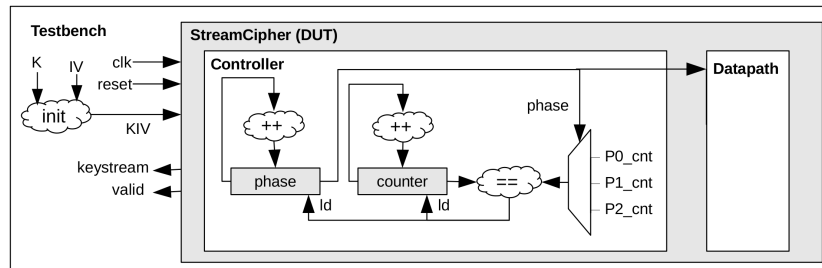 Testbench
StreamCipher (DUT)
K
IV
clk
reset
init
KIV
keystream
valid
Controller
++
++
phase
counter
==
ld
ld
phase
P0_cnt
P1_cnt
P2_cnt
Datapath